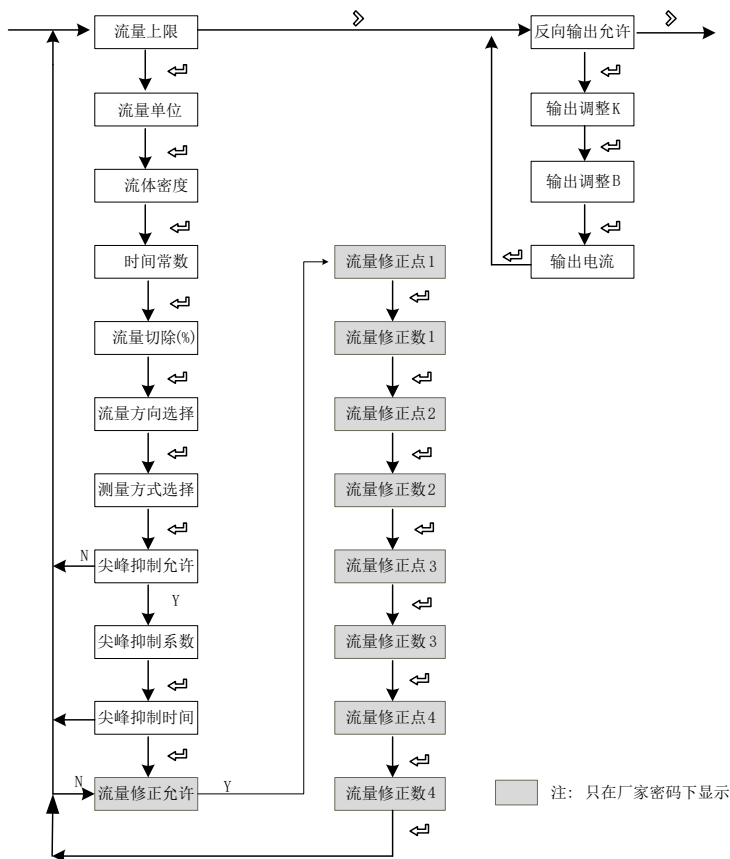 流量上限
流量单位
流体密度
时间常数
流量切除(%)
流量方向选择
测量方式选择
N
尖峰抑制允许
Y
尖峰抑制系数
尖峰抑制时间
N
流量修正允许
Y
流量修正点1
流量修正数1
流量修正点2
流量修正数2
流量修正点3
流量修正数3
流量修正点4
流量修正数4
反向输出允许
输出调整K
输出调整B
输出电流
注: 只在厂家密码下显示